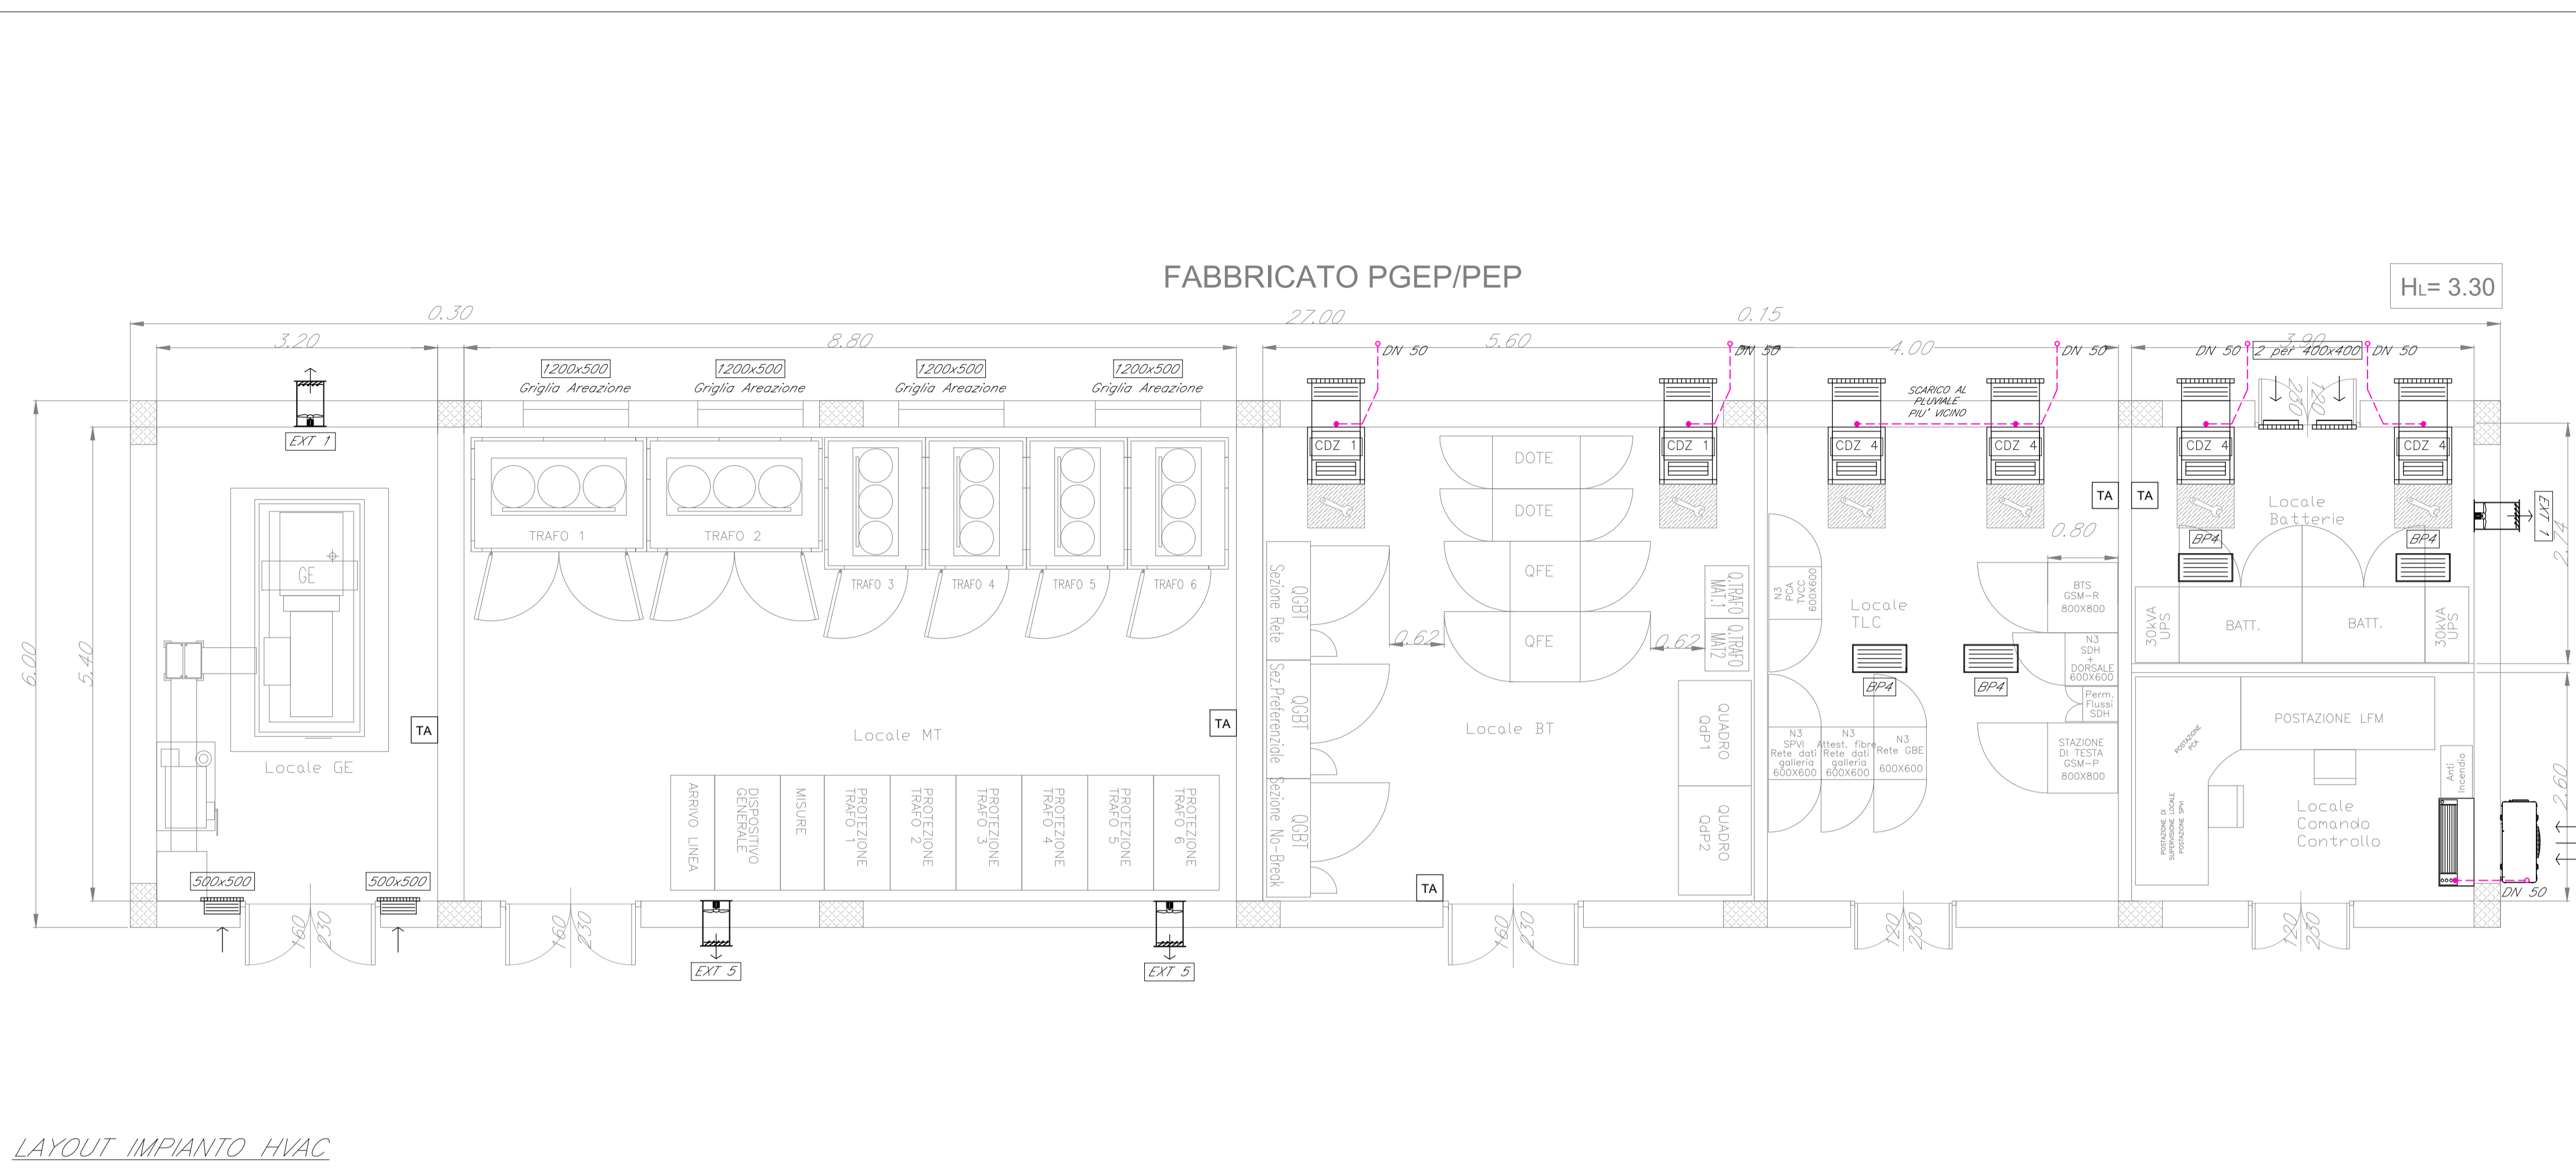 FABBRICATO PGEP/PEP
HL= 3.30
0.30
27.00
0.15
3.20
8.80
5.60
4.00
3.90
1200x500
Griglia Areazione
1200x500
Griglia Areazione
1200x500
Griglia Areazione
1200x500
Griglia Areazione
DN 50
DN 50
DN 50
DN 50
2 per 400x400
DN 50
SCARICO AL
PLUVIALE
PIU' VICINO
120
230
EXT 1
CDZ 1
CDZ 1
CDZ 4
CDZ 4
CDZ 4
CDZ 4
6.00
5.40
TRAFO 1
TRAFO 2
TRAFO 3
TRAFO 4
TRAFO 5
TRAFO 6
GE
DOTE
DOTE
QFE
QFE
TA
TA
Locale
Batterie
EXT 1
2.74
0.80
BP4
BP4
QGBT
Sezione Rete
QGBT
Sez.Preferenziale
QGBT
Sezione No-Break
0.62
0.62
Q.TRAFO
MAT.1
Q.TRAFO
MAT2
N3
PCA
TVCC
600X600
Locale
TLC
BTS
GSM-R
800X800
N3
SDH
+
DORSALE
600X600
Perm.
Flussi
SDH
STAZIONE
DI TESTA
GSM-P
800X800
30kVA
UPS
BATT.
BATT.
30kVA
UPS
BP4
BP4
TA
Locale GE
Locale MT
TA
Locale BT
QUADRO
QdP1
QUADRO
QdP2
N3
SPVI
Rete dati
galleria
600X600
N3
Attest. fibre
Rete dati
galleria
600X600
N3
Rete GBE
600X600
POSTAZIONE
PCA
POSTAZIONE LFM
POSTAZIONE DI
SUPERVISIONE LOCALE
POSTAZIONE SPVI
Anti
Incendio
Locale
Comando
Controllo
2.60
DN 50
ARRIVO LINEA
DISPOSITIVO
GENERALE
MISURE
PROTEZIONE
TRAFO 1
PROTEZIONE
TRAFO 2
PROTEZIONE
TRAFO 3
PROTEZIONE
TRAFO 4
PROTEZIONE
TRAFO 5
PROTEZIONE
TRAFO 6
TA
500x500
500x500
160
230
160
230
160
230
120
230
120
230
EXT 5
EXT 5
LAYOUT IMPIANTO HVAC